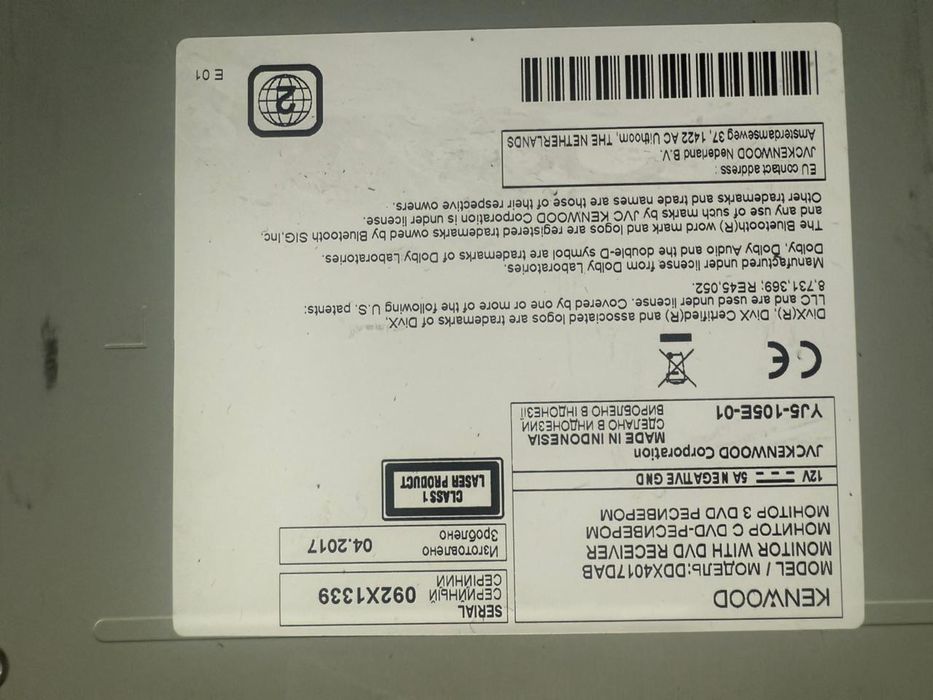 KENWOOD
MODEL / МОДЕЛЬ:DDX4017DAB
MONITOR WITH DVD RECEIVER
МОНИТОР С DVD-РЕСИВЕРОМ
МОНІТОР З DVD РЕСИВЕРОМ
12V 5A NEGATIVE GND
JVCKENWOOD Corporation
MADE IN INDONESIA
СДЕЛАНО В ИНДОНЕЗИИ
ВИРОБЛЕНО В ІНДОНЕЗІЇ
YJ5-105E-01
SERIAL
СЕРИЙНЫЙ
СЕРІЙНИЙ
092X1339
Изготовлено
Зроблено
04.2017
CLASS 1
LASER PRODUCT
CE
DivX(R), DivX Certified(R) and associated logos are trademarks of DivX,
LLC and are used under license. Covered by one or more of the following U.S. patents:
8,731,369; RE45,052.
Manufactured under license from Dolby Laboratories.
Dolby, Dolby Audio and the double-D symbol are trademarks of Dolby Laboratories.
The Bluetooth(R) word mark and logos are registered trademarks owned by Bluetooth SIG,Inc,
and any use of such marks by JVC KENWOOD Corporation is under license.
Other trademarks and trade names are those of their respective owners.
EU contact address :
JVCKENWOOD Nederland B.V.
Amsterdamseweg 37, 1422 AC Uithoorn, THE NETHERLANDS
2
E 01